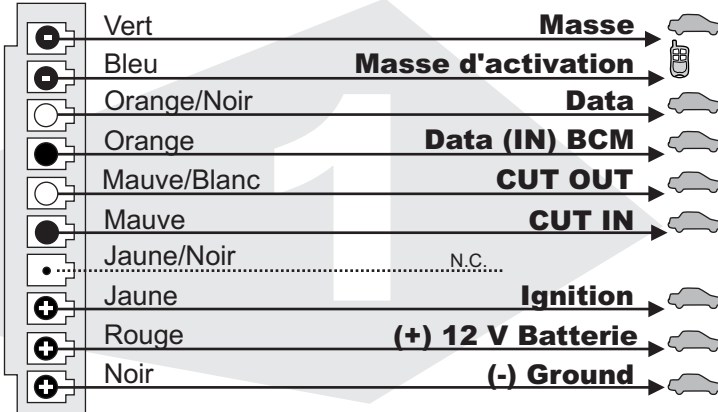 Vert Masse
Bleu Masse d'activation
Orange/Noir Data
Orange Data (IN) BCM
Mauve/Blanc CUT OUT
Mauve CUT IN
Jaune/Noir N.C.
Jaune Ignition
Rouge (+) 12 V Batterie
Noir (-) Ground
1